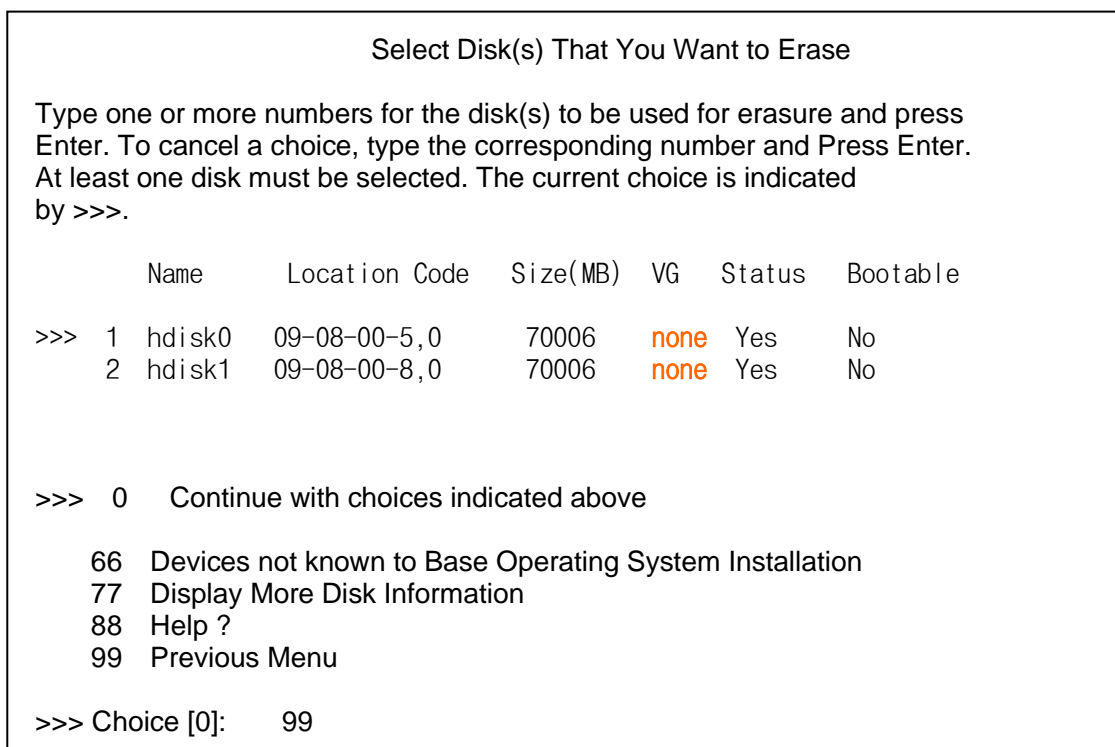 Select Disk(s) That You Want to Erase
Type one or more numbers for the disk(s) to be used for erasure and press
Enter. To cancel a choice, type the corresponding number and Press Enter.
At least one disk must be selected. The current choice is indicated
by >>>.
Name Location Code Size(MB) VG Status Bootable
>>> 1 hdisk0 09-08-00-5,0 70006 none Yes No
2 hdisk1 09-08-00-8,0 70006 none Yes No
>>> 0 Continue with choices indicated above
66 Devices not known to Base Operating System Installation
77 Display More Disk Information
88 Help ?
99 Previous Menu
>>> Choice [0]: 99